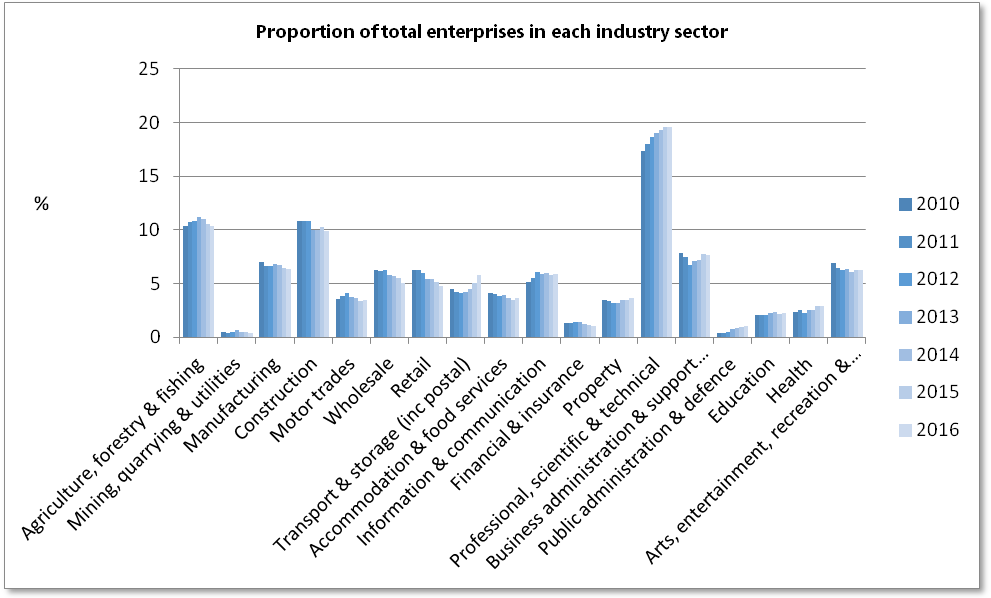 Proportion of total enterprises in each industry sector
25
20
15
10
5
0
%
Agriculture, forestry & fishing
Mining, quarrying & utilities
Manufacturing
Construction
Motor trades
Wholesale
Retail
Transport & storage (inc postal)
Accommodation & food services
Information & communication
Financial & insurance
Property
Professional, scientific & technical
Business administration & support...
Public administration & defence
Education
Health
Arts, entertainment, recreation &...
2010
2011
2012
2013
2014
2015
2016